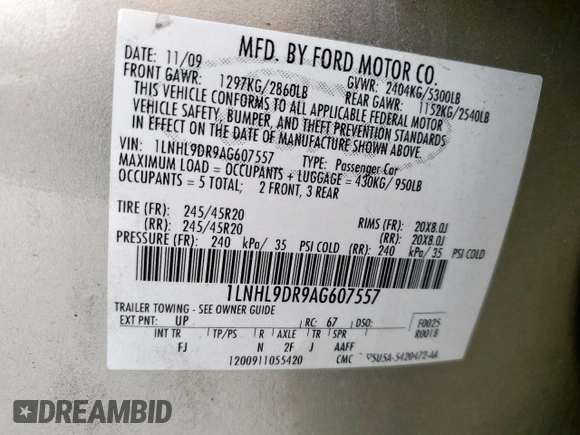 MFD. BY FORD MOTOR CO.
DATE: 11/09 GVWR: 2404KG/5300LB
FRONT GAWR: 1297KG/2860LB REAR GAWR: 1152KG/2540LB
THIS VEHICLE CONFORMS TO ALL APPLICABLE FEDERAL MOTOR
VEHICLE SAFETY, BUMPER, AND THEFT PREVENTION STANDARDS
IN EFFECT ON THE DATE OF MANUFACTURE SHOWN ABOVE.
VIN: 1LNHL9DR9AG607557 TYPE: Passenger Car
MAXIMUM LOAD = OCCUPANTS + LUGGAGE = 430KG/ 950LB
OCCUPANTS = 5 TOTAL; 2 FRONT, 3 REAR
TIRE (FR): 245/45R20 RIMS (FR): 20X8.0J
(RR): 245/45R20 (RR): 20X8.0J
PRESSURE (FR): 240 kPa/ 35 PSI COLD (RR): 240 kPa/ 35 PSI COLD
1LNHL9DR9AG607557
TRAILER TOWING - SEE OWNER GUIDE
EXT PNT: UP RC: 67 DSO: F0025
R0018
INT TR TP/PS R AXLE TR SPR
FJ N 2F J AAFF
1200911055420 CMC 5U5A-5420472-AA
DREAMBID